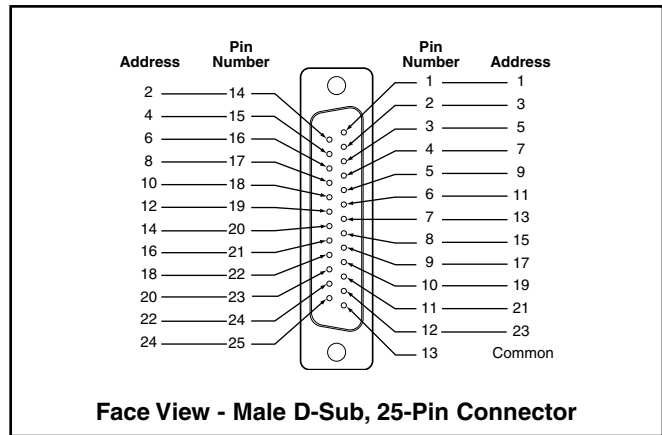 Address Pin Number Pin Number Address
2 14 1 1
4 15 2 3
6 16 3 5
8 17 4 7
10 18 5 9
12 19 6 11
14 20 7 13
16 21 8 15
18 22 9 17
20 23 10 19
22 24 11 21
24 25 12 23
13 Common
Face View - Male D-Sub, 25-Pin Connector